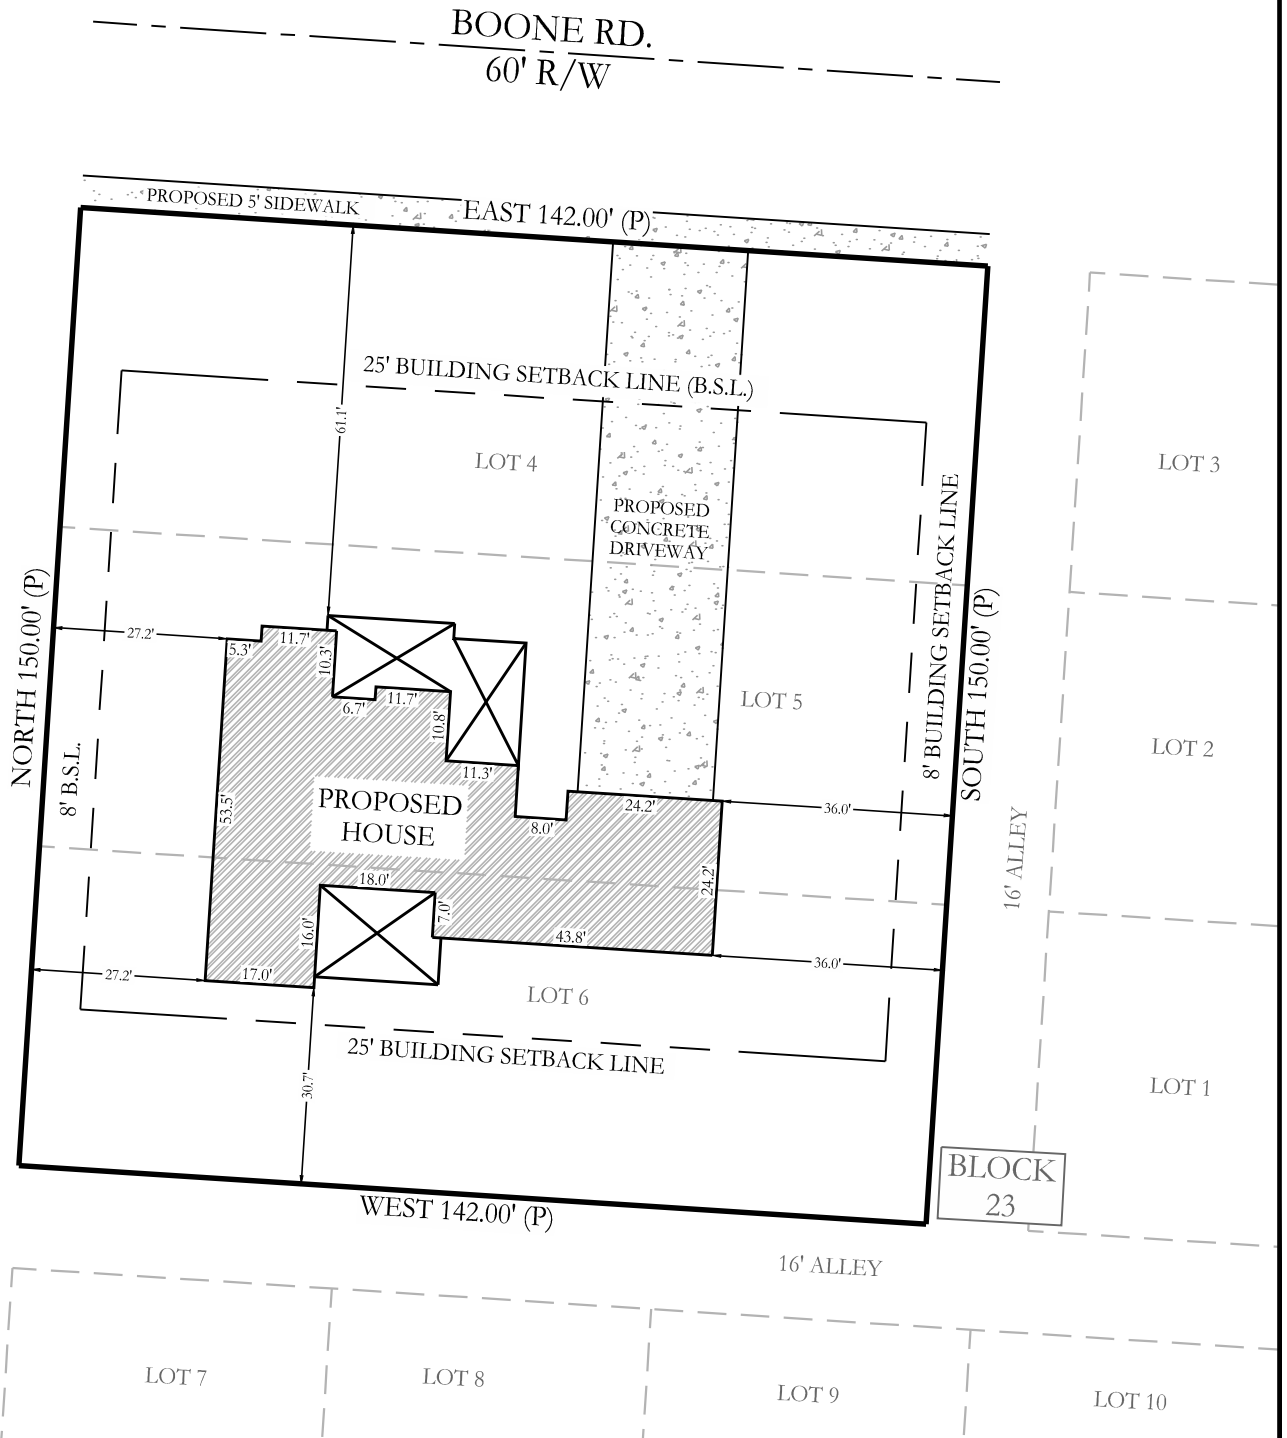 BOONE RD.
60' R/W
PROPOSED 5' SIDEWALK
EAST 142.00' (P)
25' BUILDING SETBACK LINE (B.S.L.)
61.1'
LOT 4
LOT 3
PROPOSED
CONCRETE
DRIVEWAY
8' BUILDING SETBACK LINE
SOUTH 150.00' (P)
NORTH 150.00' (P)
8' B.S.L.
27.2'
5.3'
11.7'
10.3'
6.7'
11.7'
10.8'
11.3'
LOT 5
LOT 2
53.5'
PROPOSED
HOUSE
8.0'
24.2'
36.0'
24.2'
16' ALLEY
18.0'
16.0'
7.0'
43.8'
36.0'
27.2'
17.0'
LOT 6
25' BUILDING SETBACK LINE
30.7'
LOT 1
BLOCK
23
WEST 142.00' (P)
16' ALLEY
LOT 7
LOT 8
LOT 9
LOT 10